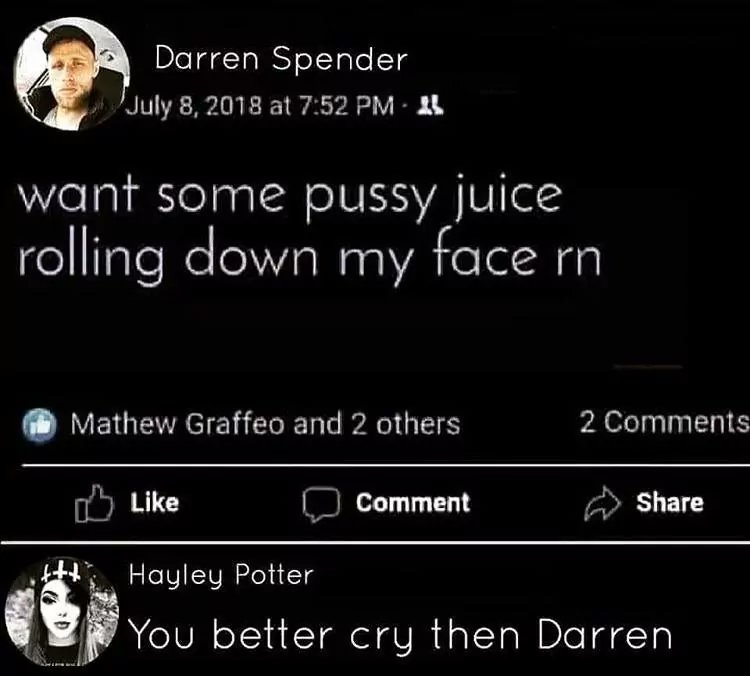 Darren Spender
July 8, 2018 at 7:52 PM ·
want some pussy juice
rolling down my face rn
Mathew Graffeo and 2 others 2 Comments
Like Comment Share
Hayley Potter
You better cry then Darren